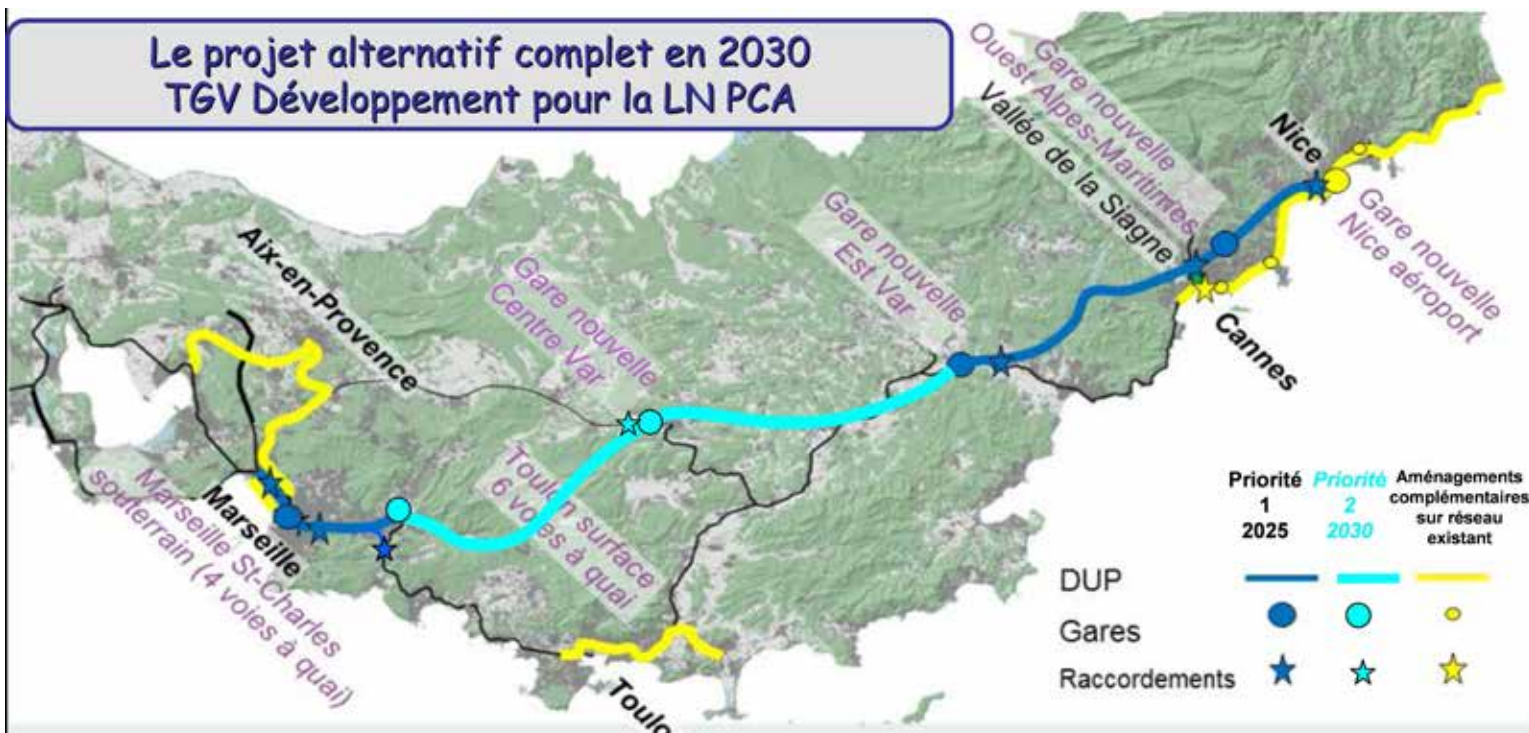 Le projet alternatif complet en 2030
TGV Développement pour la LN PCA
Gare nouvelle
Ouest Alpes-Maritimes
Vallée de la Siagne
Nice
Gare nouvelle
Nice aéroport
Cannes
Gare nouvelle
Est Var
Aix-en-Provence
Gare nouvelle
Centre Var
Toulon surface
6 voies à quai
Marseille
Marseille St-Charles
souterrain (4 voies à quai)
Toulo
Priorité
1
2025
Priorité
2
2030
Aménagements
complémentaires
sur réseau
existant
DUP
Gares
Raccordements